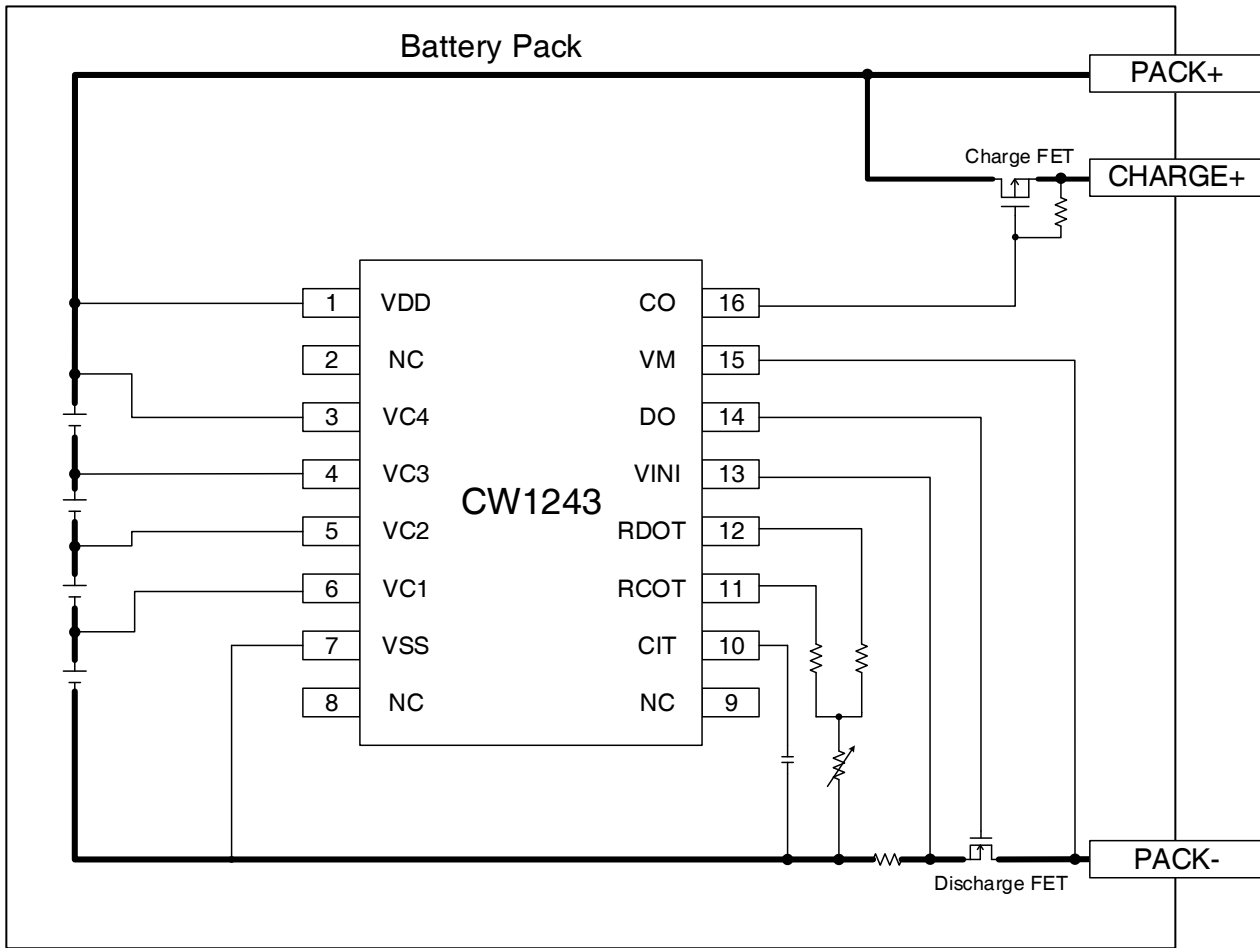 Battery Pack
PACK+
Charge FET
CHARGE+
1 VDD CO 16
2 NC VM 15
3 VC4 DO 14
4 VC3 VINI 13
CW1243
5 VC2 RDOT 12
6 VC1 RCOT 11
7 VSS CIT 10
8 NC NC 9
PACK-
Discharge FET